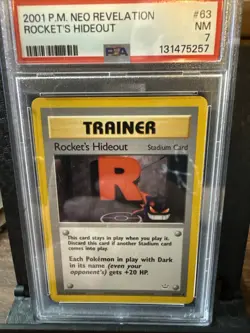 2001 P.M. NEO REVELATION #63
ROCKET'S HIDEOUT NM
PSA 7
131475257
TRAINER
Rocket's Hideout Stadium Card
R
This card stays in play when you play it.
Discard this card if another Stadium card
comes into play.
Each Pokémon in play with Dark
in its name (even your
opponent's) gets +20 HP.